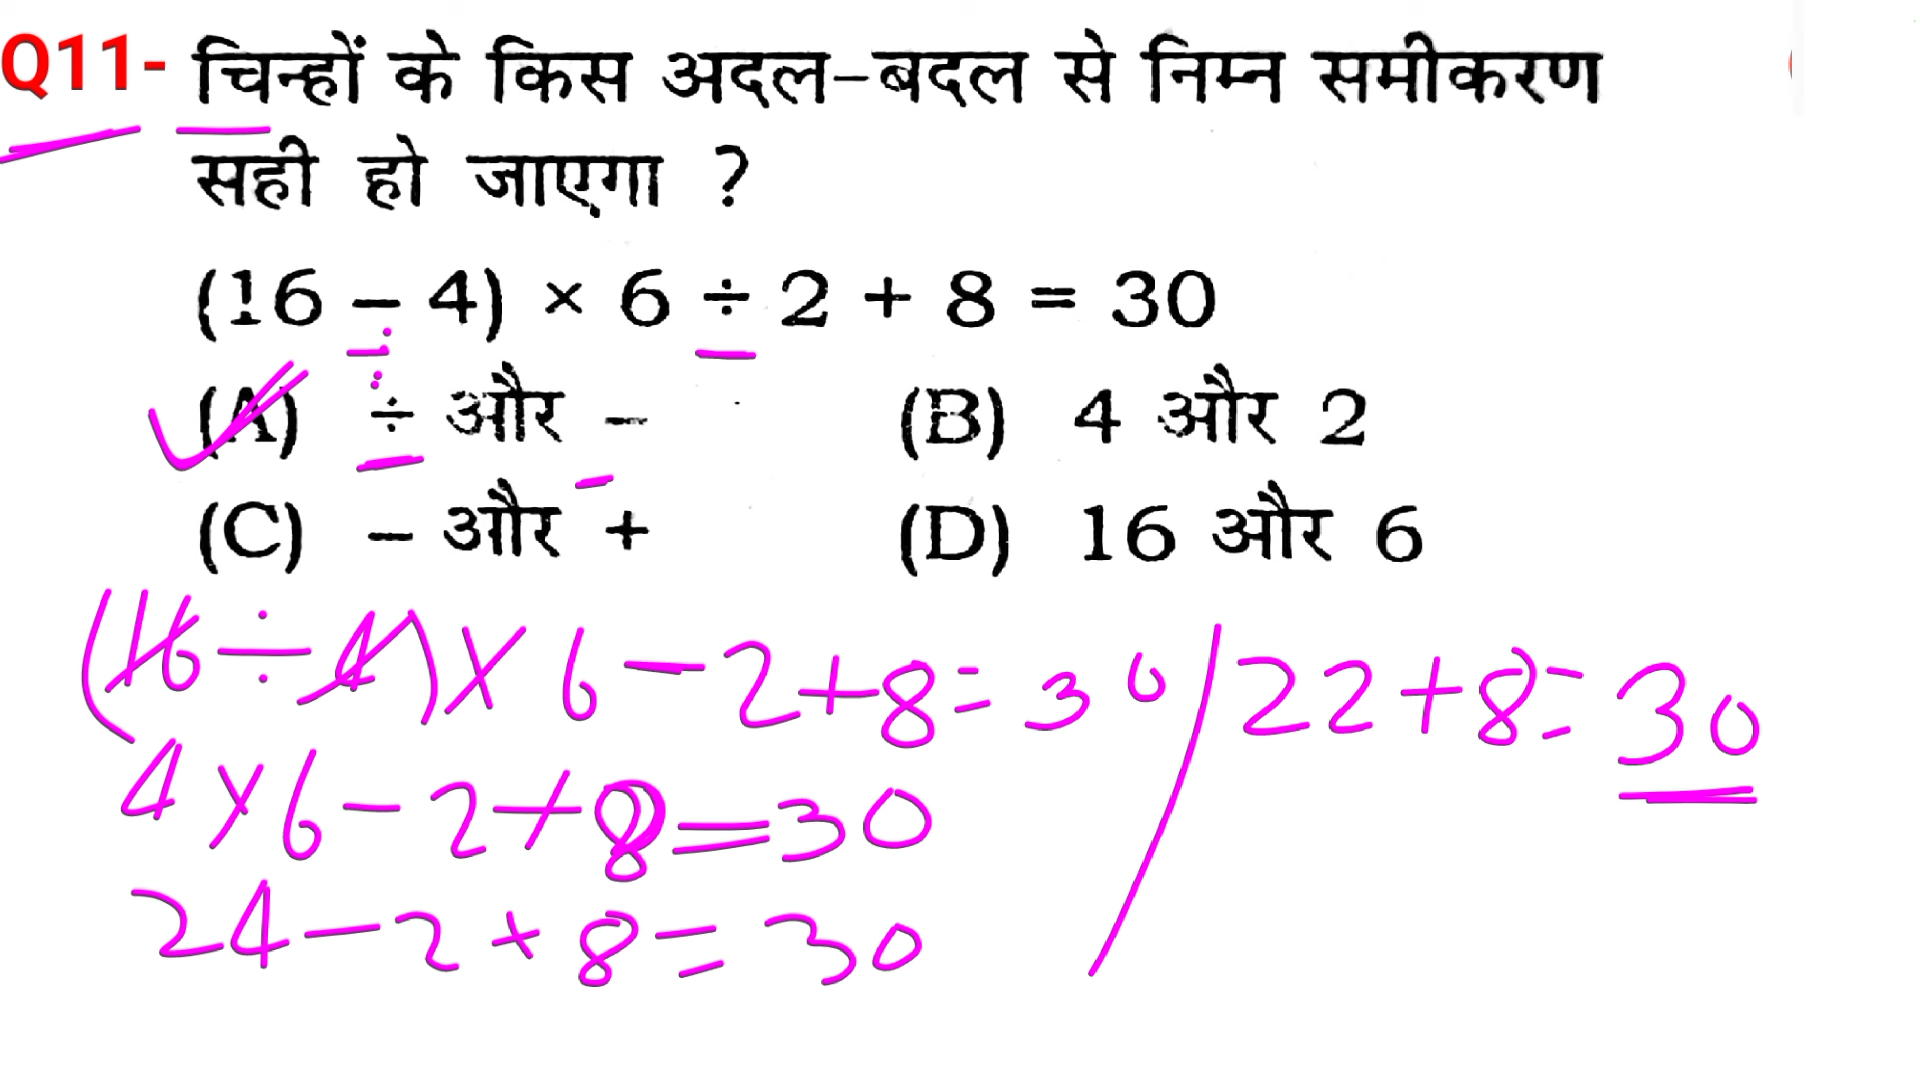 Q11- चिन्हों के किस अदल-बदल से निम्न समीकरण
सही हो जाएगा ?
(16 – 4) × 6 ÷ 2 + 8 = 30
(A) ÷ और – (B) 4 और 2
(C) – और + (D) 16 और 6
(16 ÷ 4) × 6 – 2 + 8 = 30 / 22 + 8 = 30
4 × 6 – 2 + 8 = 30
24 – 2 + 8 = 30